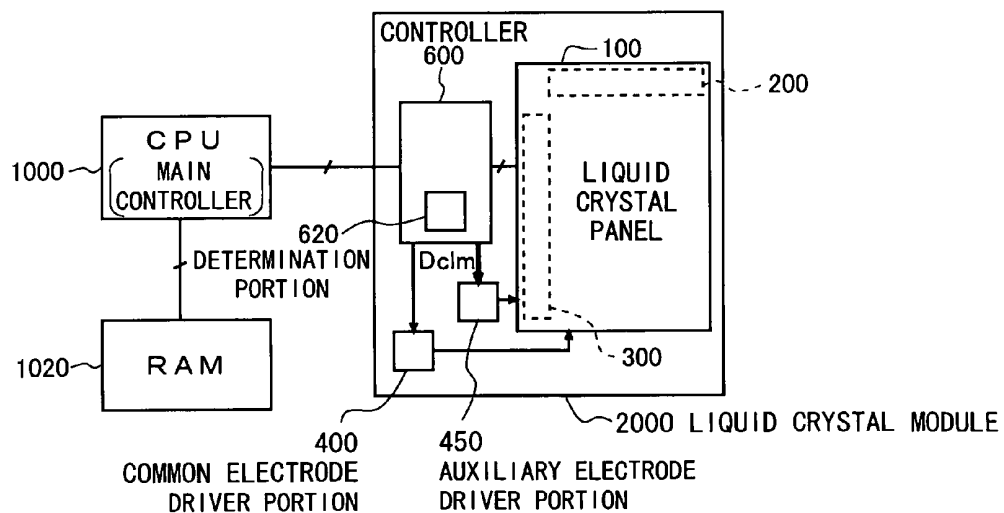 CONTROLLER
600
100
200
CPU
MAIN
CONTROLLER
1000
LIQUID
CRYSTAL
PANEL
620
Dclm
DETERMINATION
PORTION
RAM
1020
300
400
COMMON ELECTRODE
DRIVER PORTION
450
AUXILIARY ELECTRODE
DRIVER PORTION
2000 LIQUID CRYSTAL MODULE